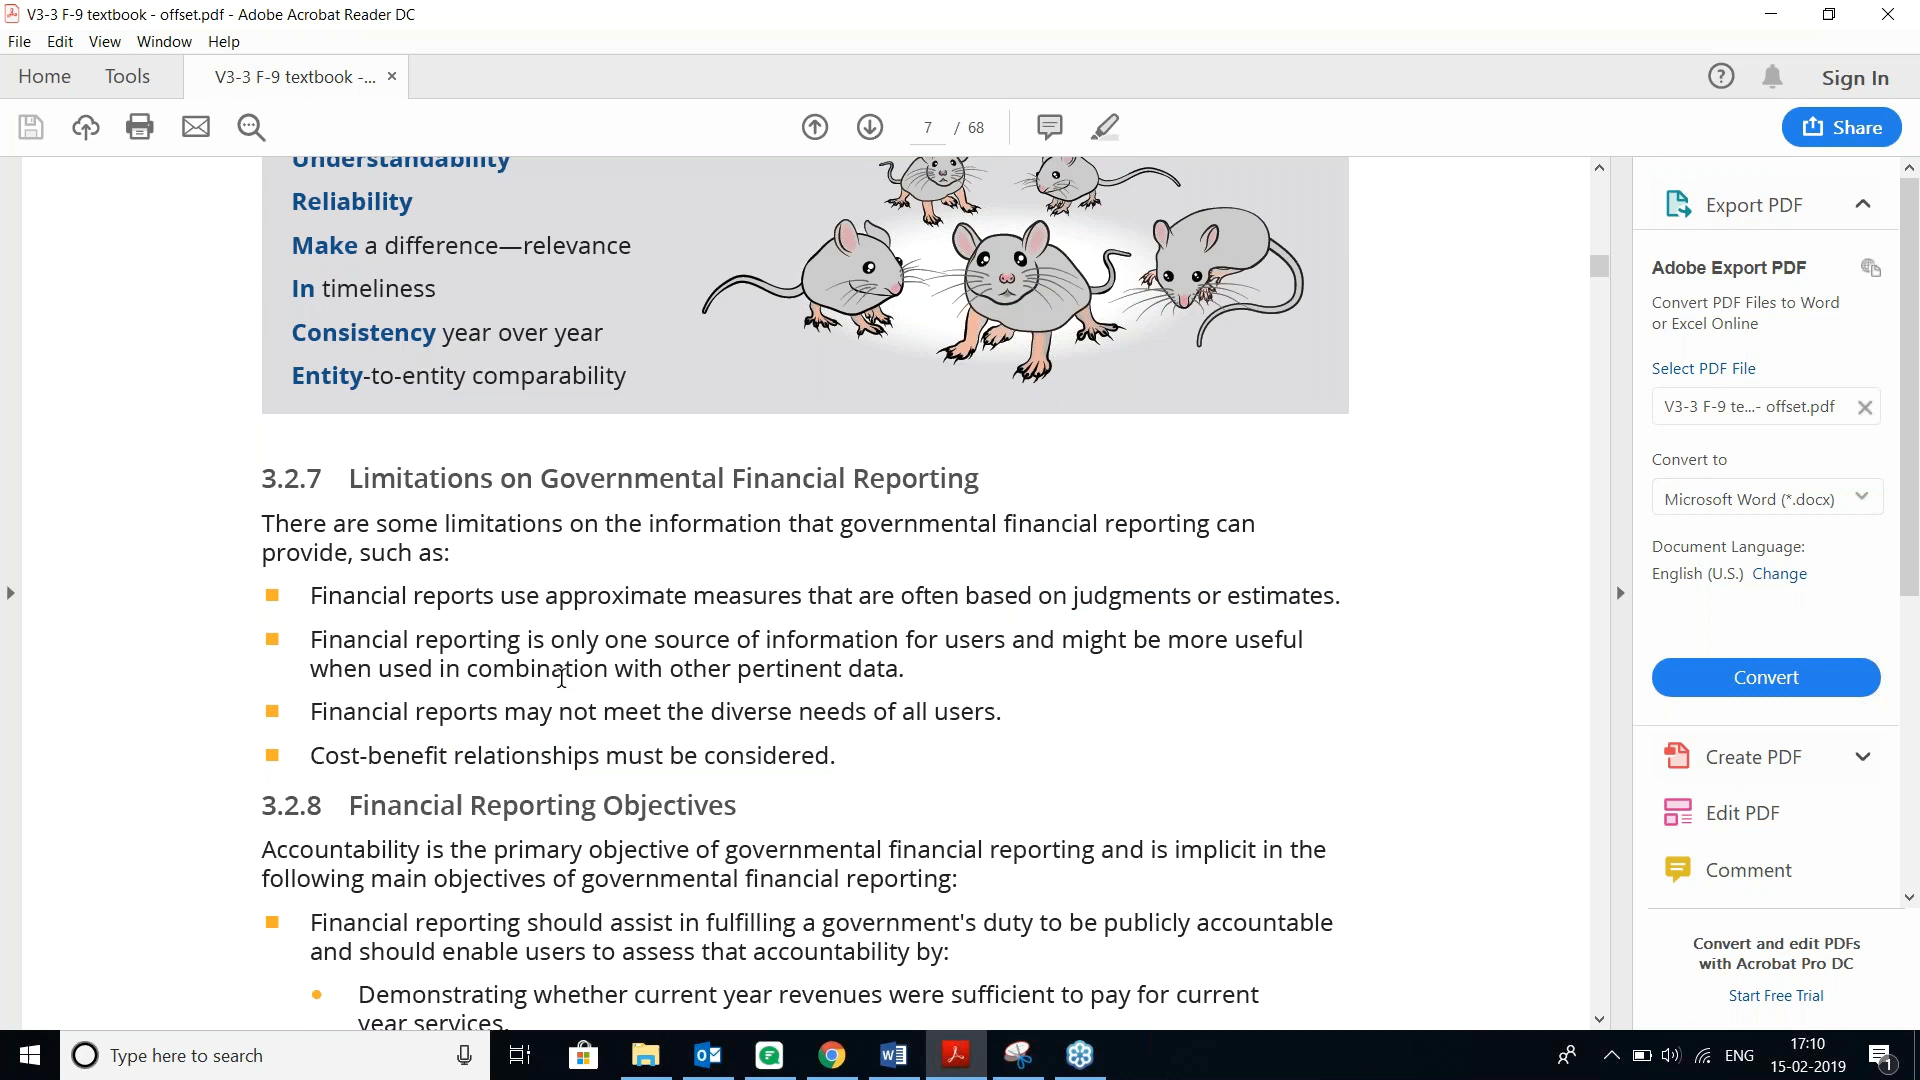 V3-3 F-9 textbook - offset.pdf - Adobe Acrobat Reader DC
File Edit View Window Help
Home Tools V3-3 F-9 textbook -... × Sign In
7 / 68 Share
Understandability
Reliability
Make a difference—relevance
In timeliness
Consistency year over year
Entity-to-entity comparability
3.2.7 Limitations on Governmental Financial Reporting
There are some limitations on the information that governmental financial reporting can
provide, such as:
Financial reports use approximate measures that are often based on judgments or estimates.
Financial reporting is only one source of information for users and might be more useful
when used in combination with other pertinent data.
Financial reports may not meet the diverse needs of all users.
Cost-benefit relationships must be considered.
3.2.8 Financial Reporting Objectives
Accountability is the primary objective of governmental financial reporting and is implicit in the
following main objectives of governmental financial reporting:
Financial reporting should assist in fulfilling a government's duty to be publicly accountable
and should enable users to assess that accountability by:
Demonstrating whether current year revenues were sufficient to pay for current
year services.
Export PDF
Adobe Export PDF
Convert PDF Files to Word
or Excel Online
Select PDF File
V3-3 F-9 te...- offset.pdf
Convert to
Microsoft Word (*.docx)
Document Language:
English (U.S.) Change
Convert
Create PDF
Edit PDF
Comment
Convert and edit PDFs
with Acrobat Pro DC
Start Free Trial
Type here to search
ENG
17:10
15-02-2019
1